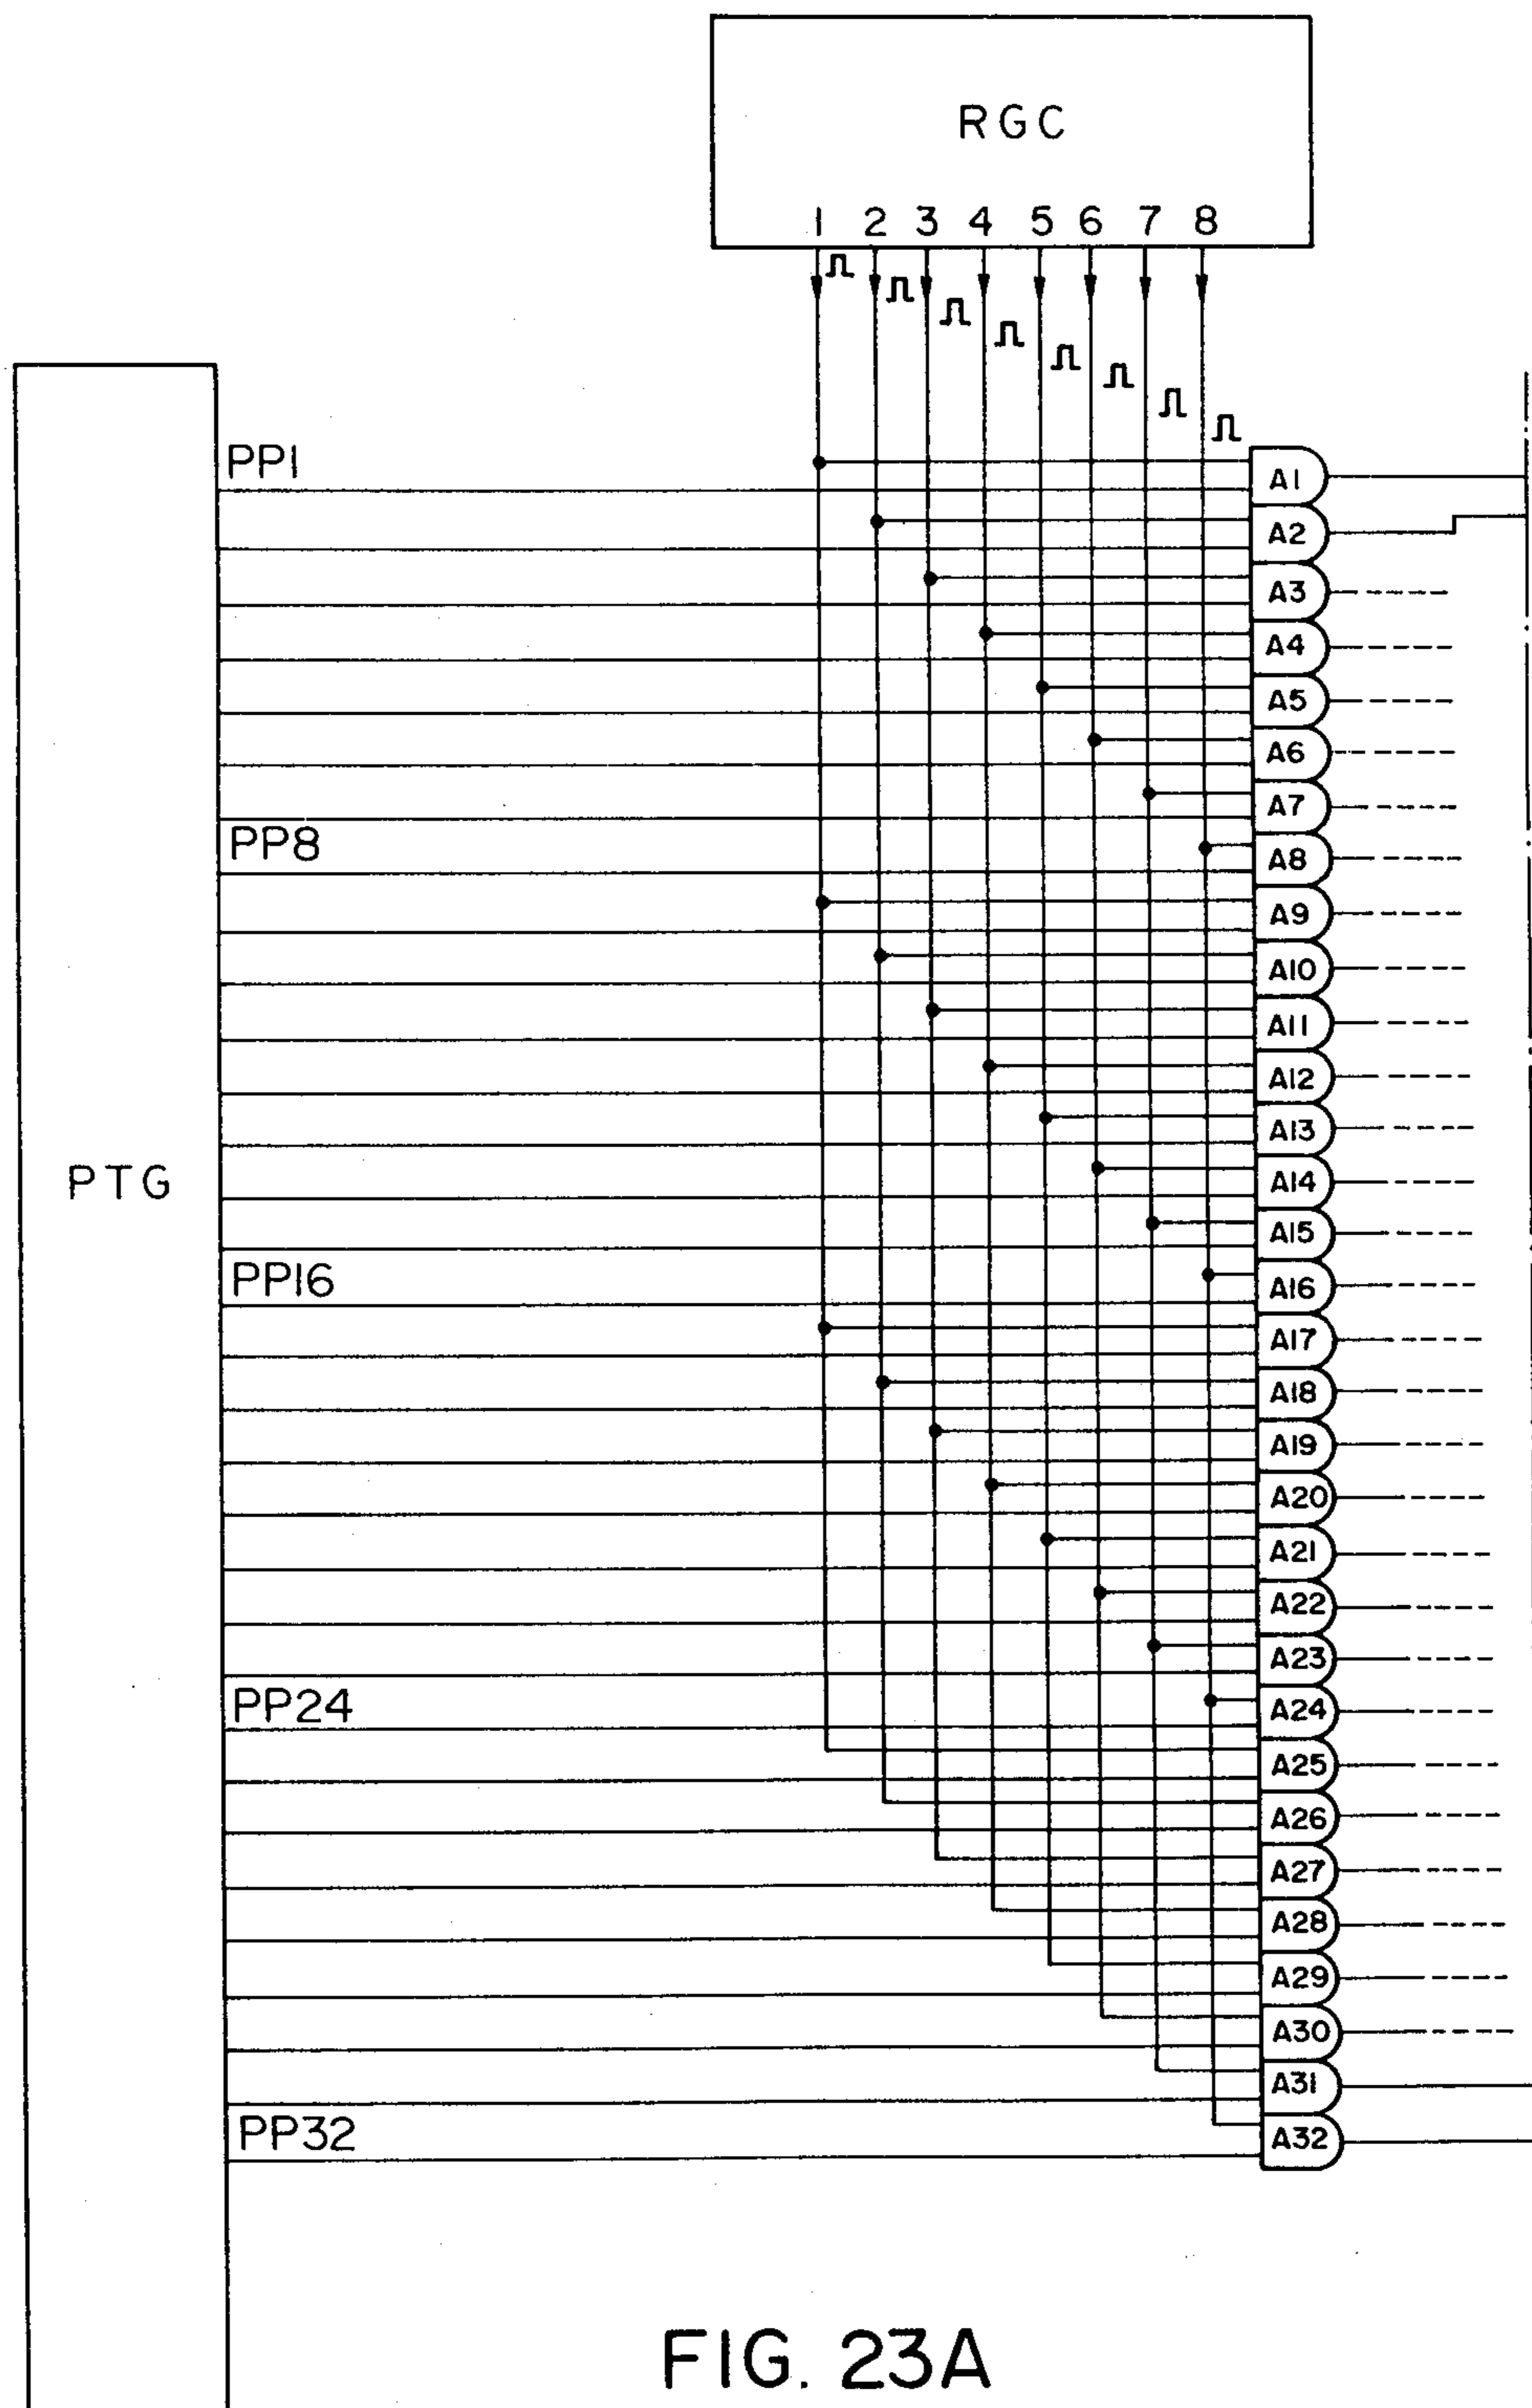 RGC
1 2 3 4 5 6 7 8
PP1
A1
A2
A3
A4
A5
A6
A7
PP8
A8
A9
A10
A11
A12
A13
PTG
A14
A15
PP16
A16
A17
A18
A19
A20
A21
A22
A23
PP24
A24
A25
A26
A27
A28
A29
A30
A31
PP32
A32
FIG. 23A